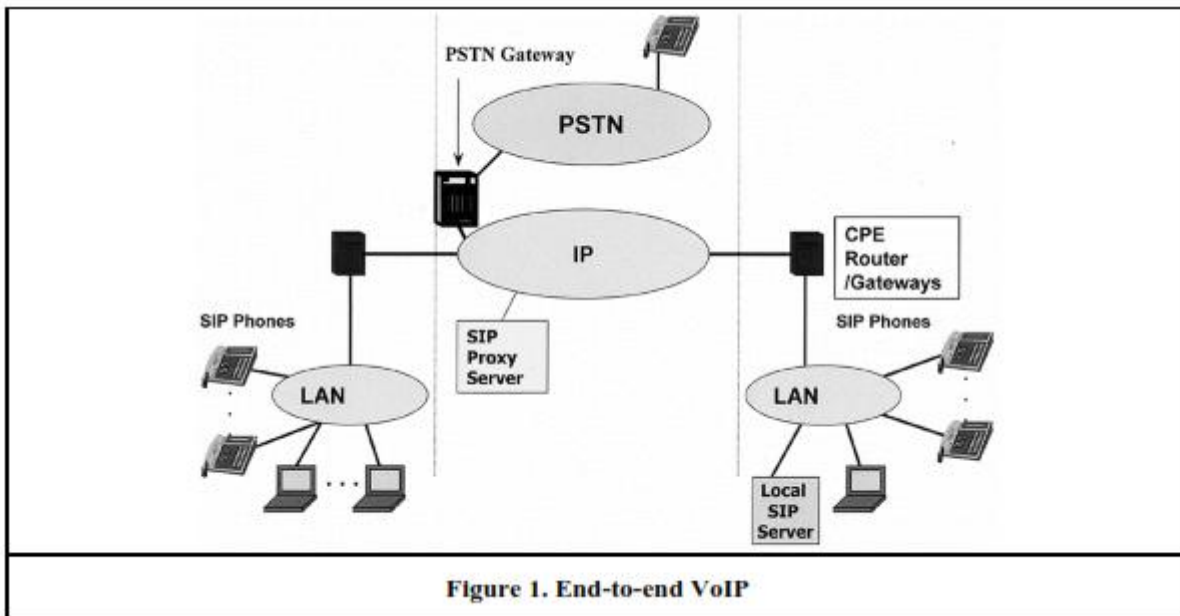 PSTN Gateway
PSTN
IP
CPE
Router
/Gateways
SIP Phones
SIP
Proxy
Server
SIP Phones
LAN
LAN
Local
SIP
Server
Figure 1. End-to-end VoIP